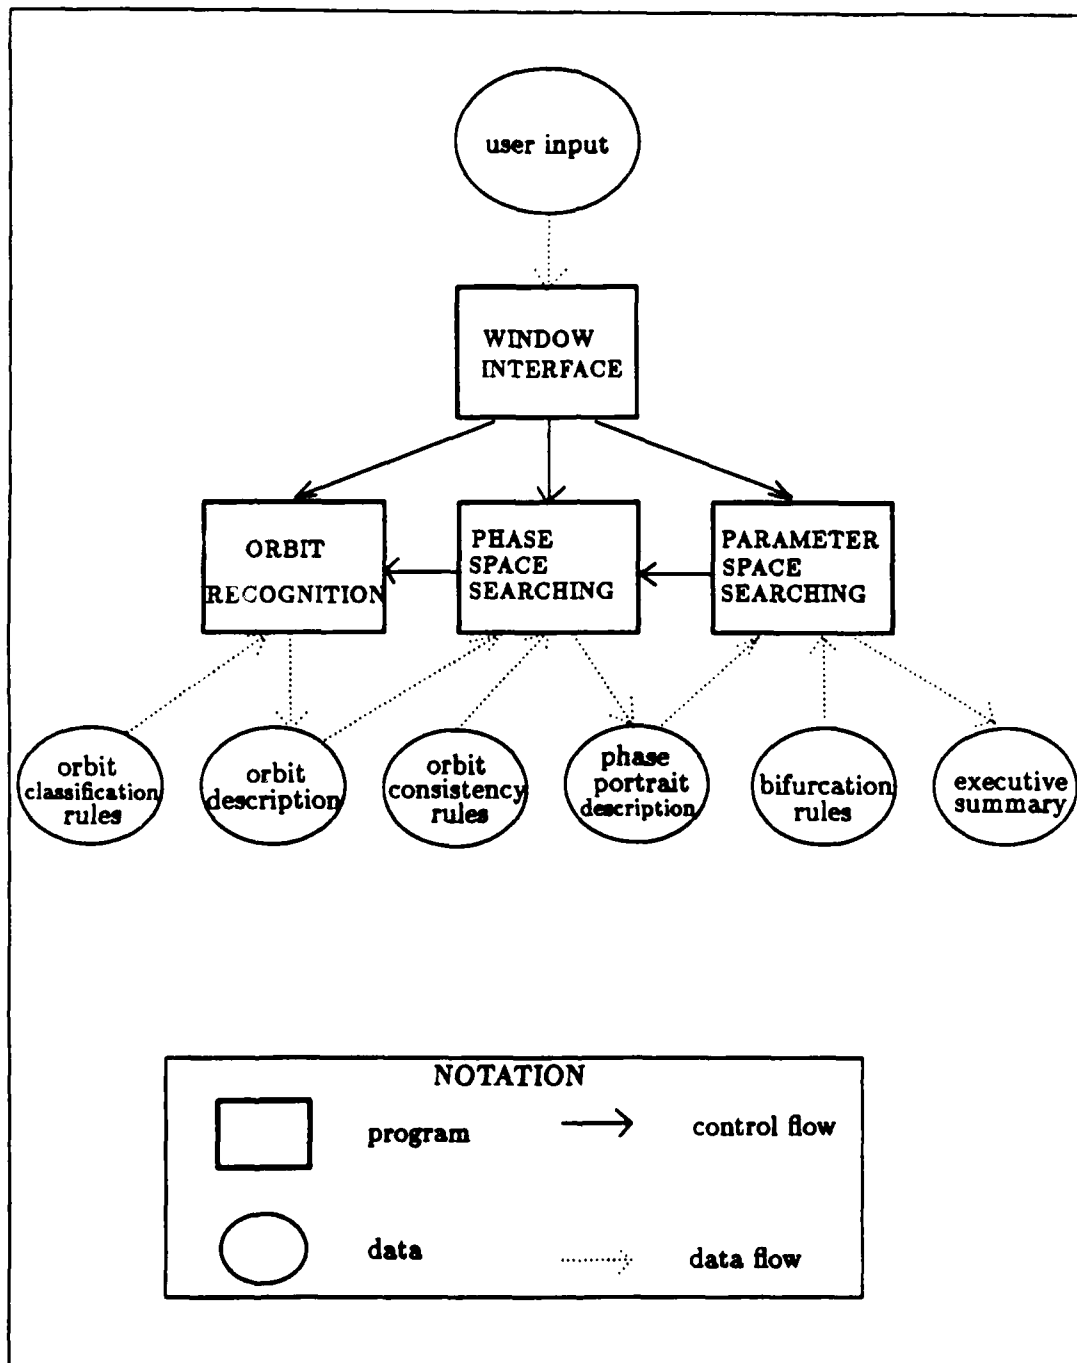 user input
WINDOW
INTERFACE
ORBIT
RECOGNITION
PHASE
SPACE
SEARCHING
PARAMETER
SPACE
SEARCHING
orbit
classification
rules
orbit
description
orbit
consistency
rules
phase
portrait
description
bifurcation
rules
executive
summary
NOTATION
program
control flow
data
data flow